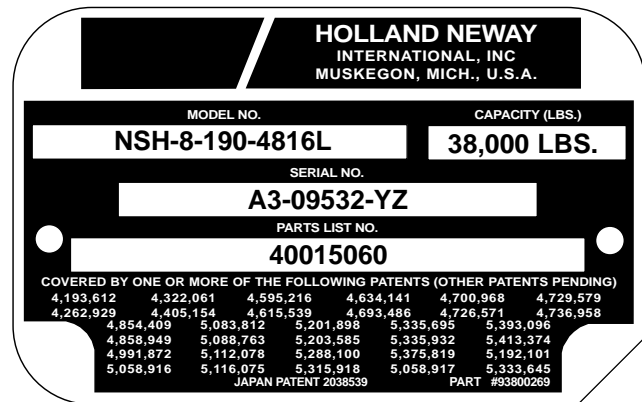 HOLLAND NEWAY
INTERNATIONAL, INC
MUSKEGON, MICH., U.S.A.
MODEL NO. CAPACITY (LBS.)
NSH-8-190-4816L 38,000 LBS.
SERIAL NO.
A3-09532-YZ
PARTS LIST NO.
40015060
COVERED BY ONE OR MORE OF THE FOLLOWING PATENTS (OTHER PATENTS PENDING)
4,193,612 4,322,061 4,595,216 4,634,141 4,700,968 4,729,579
4,262,929 4,405,154 4,615,539 4,693,486 4,726,571 4,736,958
4,854,409 5,083,812 5,201,898 5,335,695 5,393,096
4,858,949 5,088,763 5,203,585 5,335,932 5,413,374
4,991,872 5,112,078 5,288,100 5,375,819 5,192,101
5,058,916 5,116,075 5,315,918 5,058,917 5,333,645
JAPAN PATENT 2038539 PART #93800269